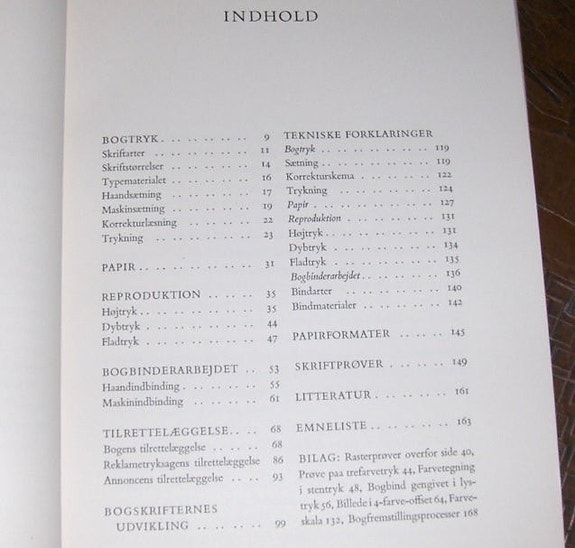 INDHOLD
BOGTRYK. .. .. .. .. 9
Skriftarter .. .. .. .. 11
Skriftstørrelser .. .. .. 14
Typematerialet .. .. .. 16
Haandsætning .. .. .. 17
Maskinsætning .. .. .. 19
Korrekturlæsning .. .. 22
Trykning .. .. .. .. 23
PAPIR .. .. .. .. .. 31
REPRODUKTION .. .. .. 35
Højtryk .. .. .. .. .. 35
Dybtryk .. .. .. .. .. 44
Fladtryk .. .. .. .. .. 47
BOGBINDERARBEJDET .. 53
Haandindbinding . .. .. .. 55
Maskinindbinding .. .. .. 61
TILRETTELÆGGELSE. .. . 68
Bogens tilrettelæggelse .. .. 68
Reklametryksagens tilrettelæggelse 86
Annoncens tilrettelæggelse .. .. 93
BOGSKRIFTERNES
UDVIKLING .. .. .. .. 99
TEKNISKE FORKLARINGER
Bogtryk .. .. .. .. .. 119
Sætning .. .. .. .. .. 119
Korrekturskema .. .. .. 122
Trykning .. .. .. .. 124
Papir .. .. .. .. .. 127
Reproduktion .. .. .. .. 131
Højtryk .. .. .. .. .. 131
Dybtryk .. .. .. .. .. 134
Fladtryk .. .. .. .. .. 135
Bogbinderarbejdet .. .. .. 136
Bindarter .. .. .. .. 140
Bindmaterialer .. .. .. 142
PAPIRFORMATER .. .. . 145
SKRIFTPRØVER .. .. .. 149
LITTERATUR. .. .. .. . 161
EMNELISTE .. .. .. .. 163
BILAG: Rasterprøver overfor side 40,
Prøve paa trefarvetryk 44, Farvetegning
i stentryk 48, Bogbind gengivet i lys-
tryk 56, Billede i 4-farve-offset 64, Farve-
skala 132, Bogfremstillingsprocesser 168